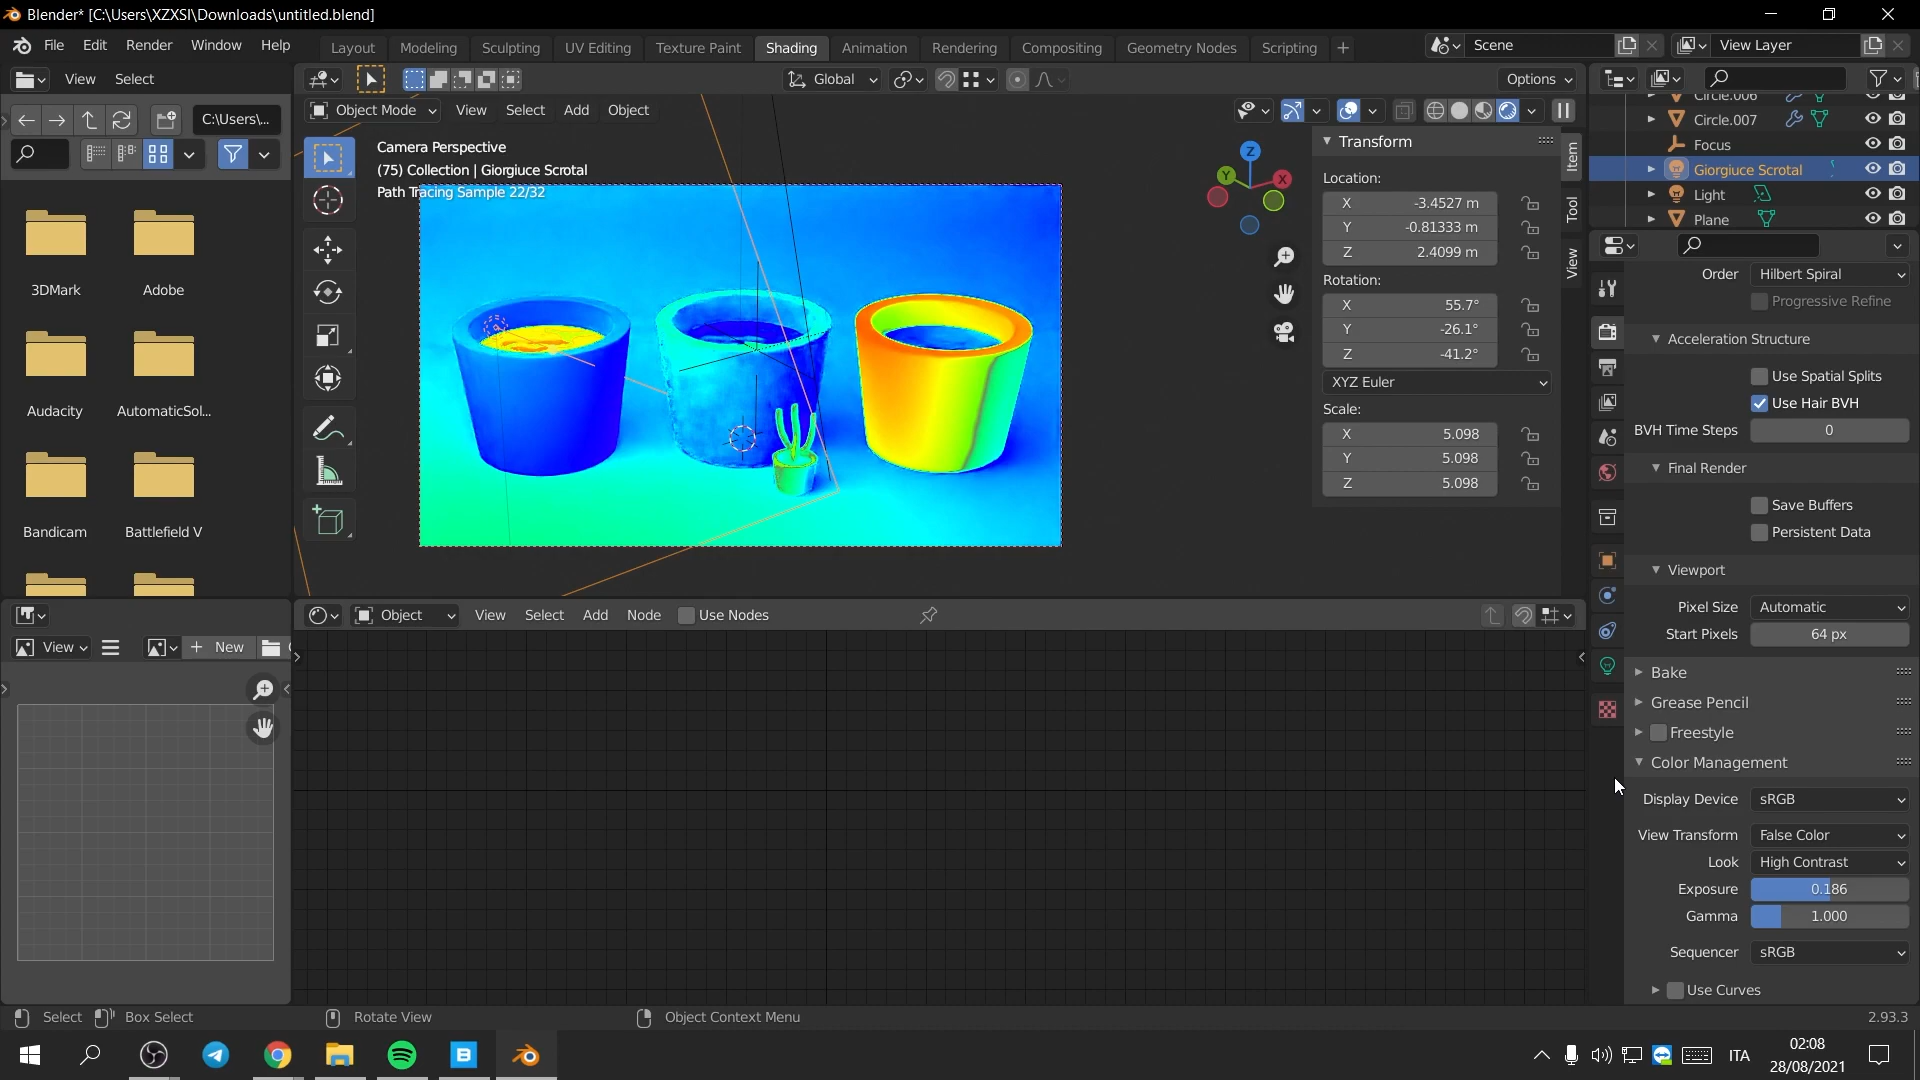 Blender* [C:\Users\XZXSI\Downloads\untitled.blend]
File Edit Render Window Help
Layout Modeling Sculpting UV Editing Texture Paint Shading Animation Rendering Compositing Geometry Nodes Scripting +
Scene
View Layer
View Select
Global
Options
Object Mode View Select Add Object
C:\Users\...
3DMark
Adobe
Audacity
AutomaticSol...
Bandicam
Battlefield V
Camera Perspective
(75) Collection | Giorgiuce Scrotal
Path Tracing Sample 22/32
Z
Y
X
Transform
Location:
X -3.4527 m
Y -0.81333 m
Z 2.4099 m
Rotation:
X 55.7°
Y -26.1°
Z -41.2°
XYZ Euler
Scale:
X 5.098
Y 5.098
Z 5.098
Item
Tool
View
Circle.006
Circle.007
Focus
Giorgiuce Scrotal
Light
Plane
Order Hilbert Spiral
Progressive Refine
Acceleration Structure
Use Spatial Splits
Use Hair BVH
BVH Time Steps 0
Final Render
Save Buffers
Persistent Data
Viewport
Pixel Size Automatic
Start Pixels 64 px
Bake
Grease Pencil
Freestyle
Color Management
Display Device sRGB
View Transform False Color
Look High Contrast
Exposure 0.186
Gamma 1.000
Sequencer sRGB
Use Curves
View
+ New
Object View Select Add Node Use Nodes
Select Box Select Rotate View Object Context Menu
2.93.3
ITA
02:08
28/08/2021